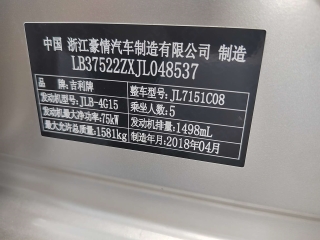 中国 浙江豪情汽车制造有限公司 制造
LB37522ZXJL048537
品牌:吉利牌 整车型号:JL7151C08
发动机型号:JLB-4G15 乘坐人数:5
发动机最大净功率:75kW 发动机排量:1498mL
最大允许总质量:1581kg 制造年月:2018年04月